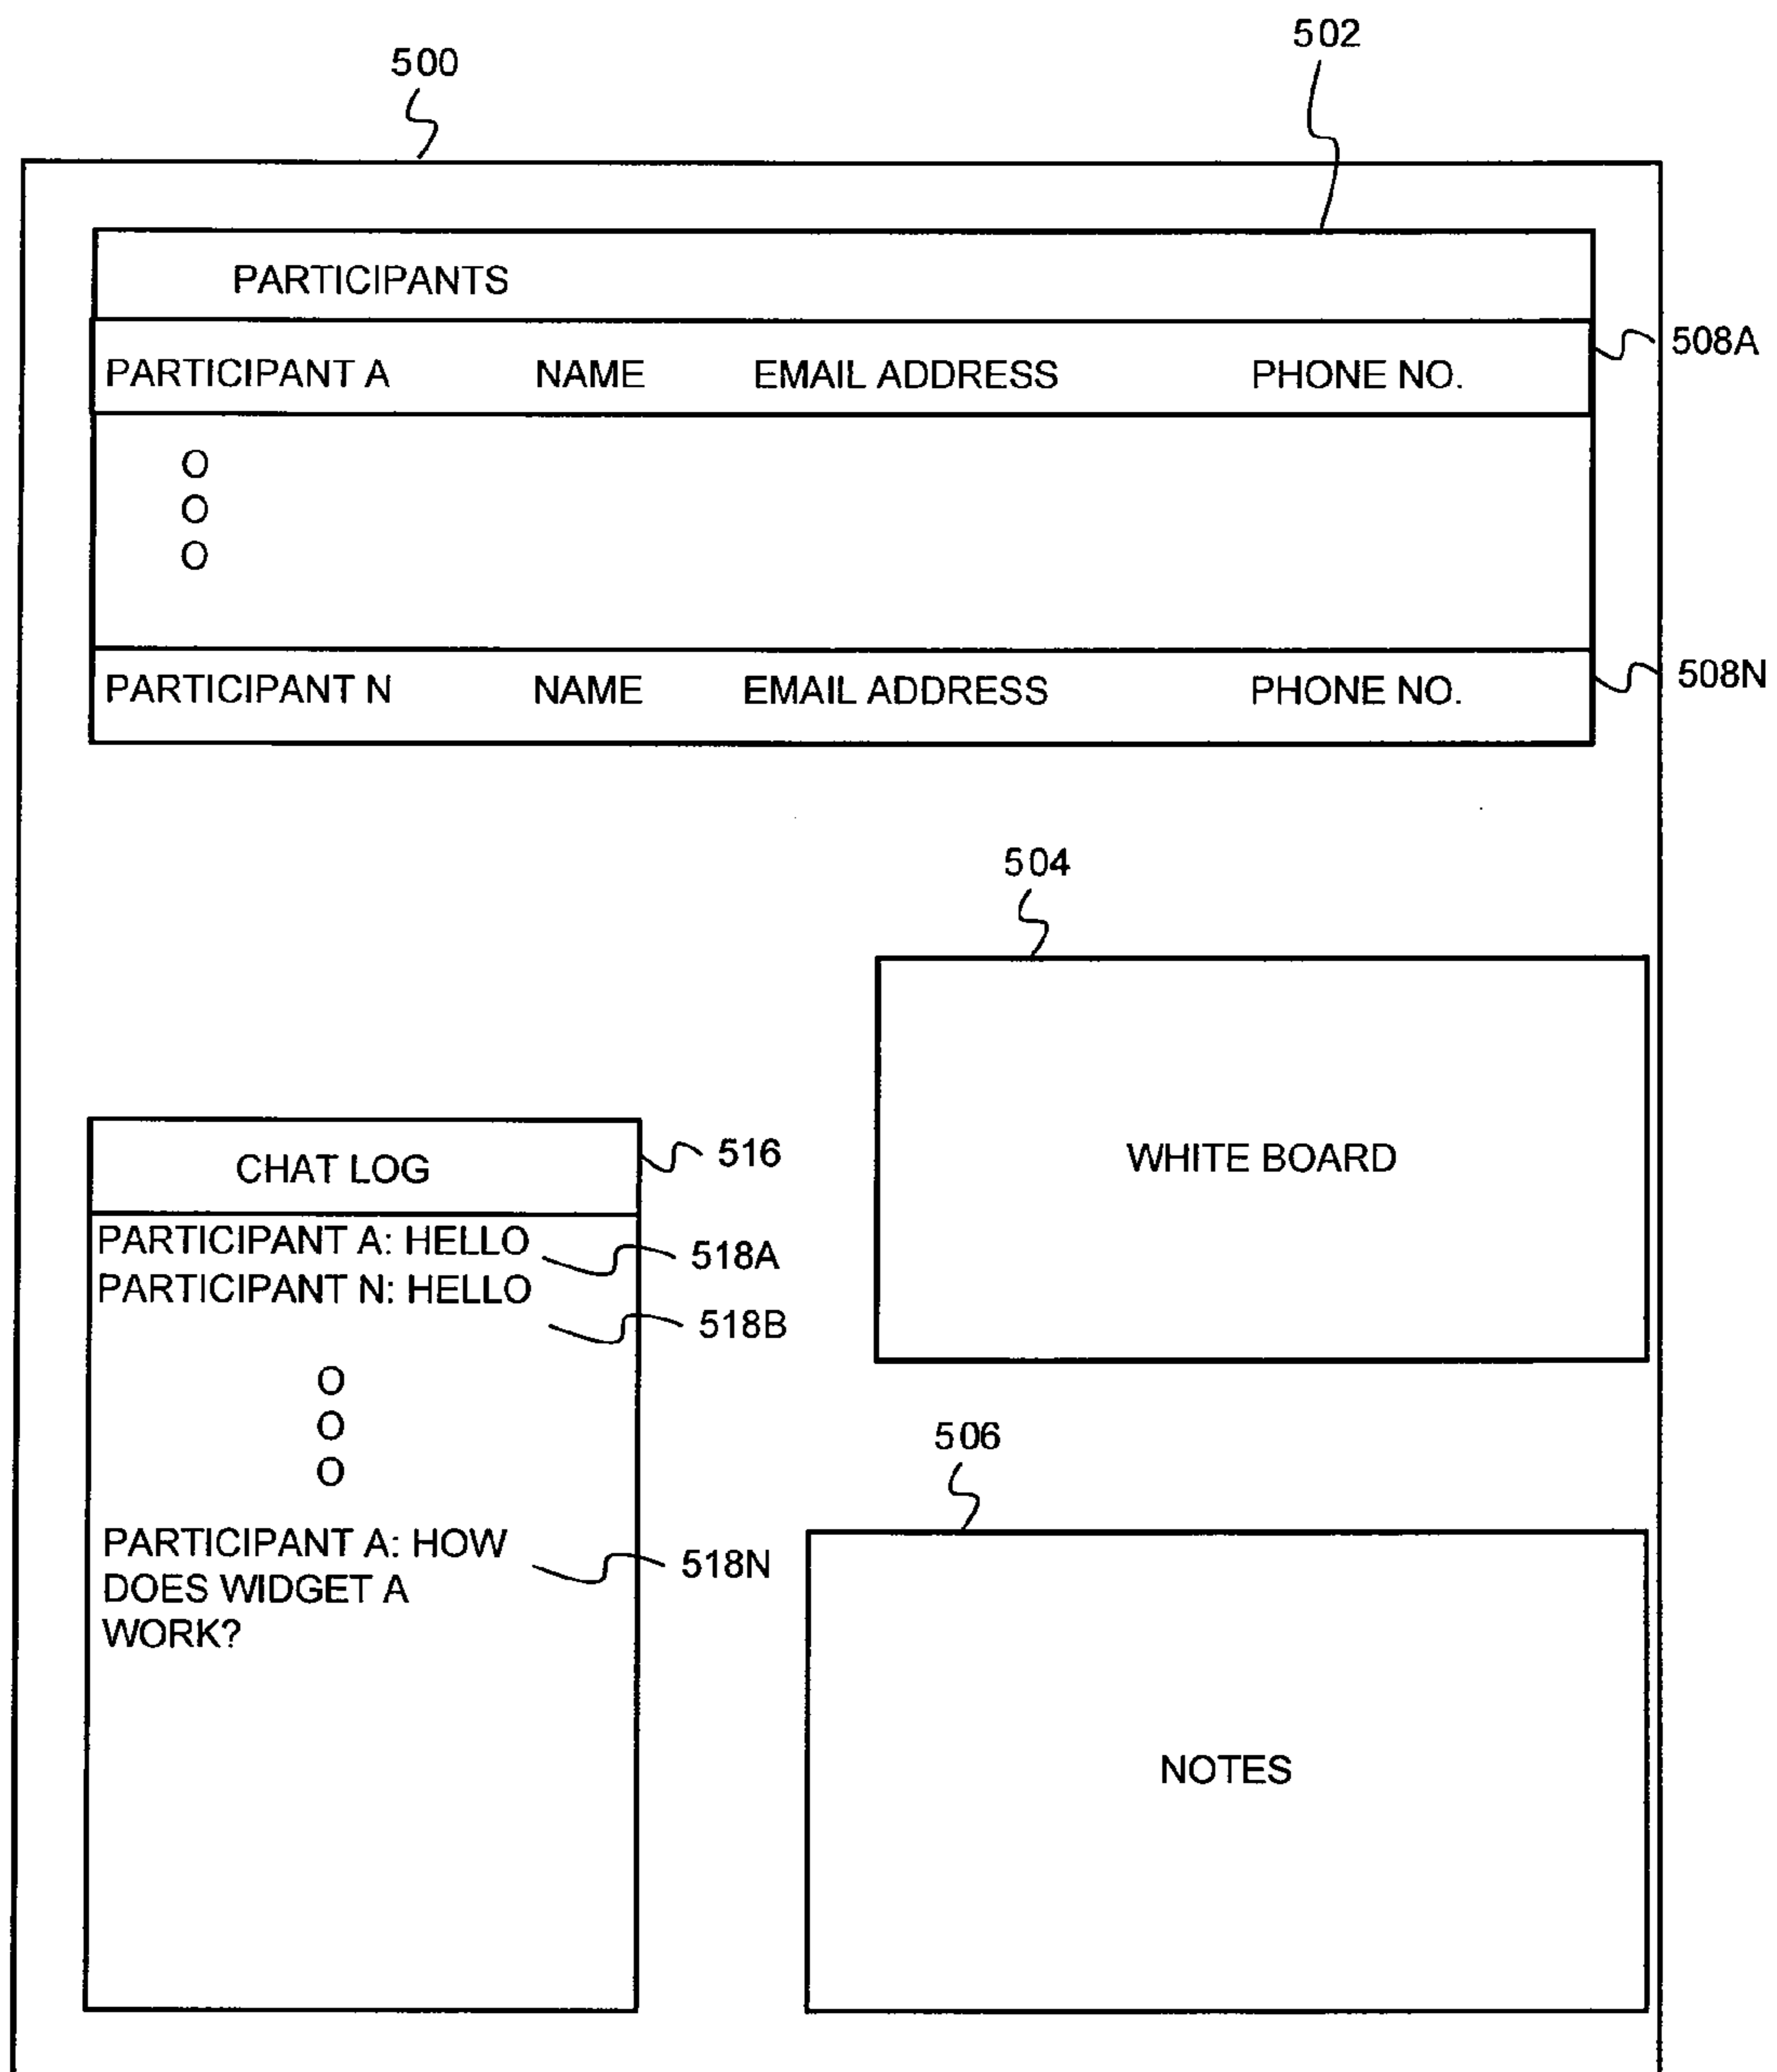 500
502
PARTICIPANTS
PARTICIPANT A NAME EMAIL ADDRESS PHONE NO.
508A
O
O
O
PARTICIPANT N NAME EMAIL ADDRESS PHONE NO.
508N
504
WHITE BOARD
CHAT LOG
516
PARTICIPANT A: HELLO
518A
PARTICIPANT N: HELLO
518B
O
O
O
PARTICIPANT A: HOW
DOES WIDGET A
WORK?
518N
506
NOTES